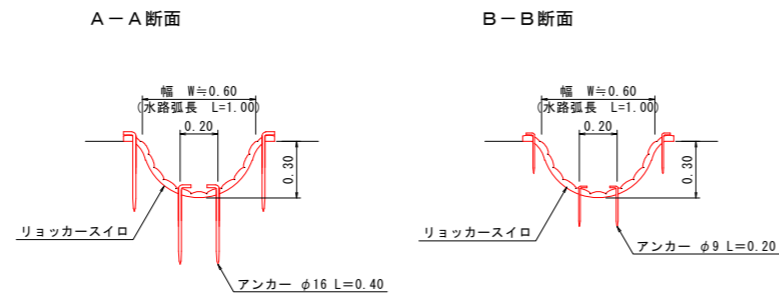 A－A断面
幅 W≒0.60
(水路弧長 L=1.00)
0.20
0.30
リョッカースイロ
アンカー φ16 L＝0.40
B－B断面
幅 W≒0.60
(水路弧長 L=1.00)
0.20
0.30
リョッカースイロ
アンカー φ9 L＝0.20